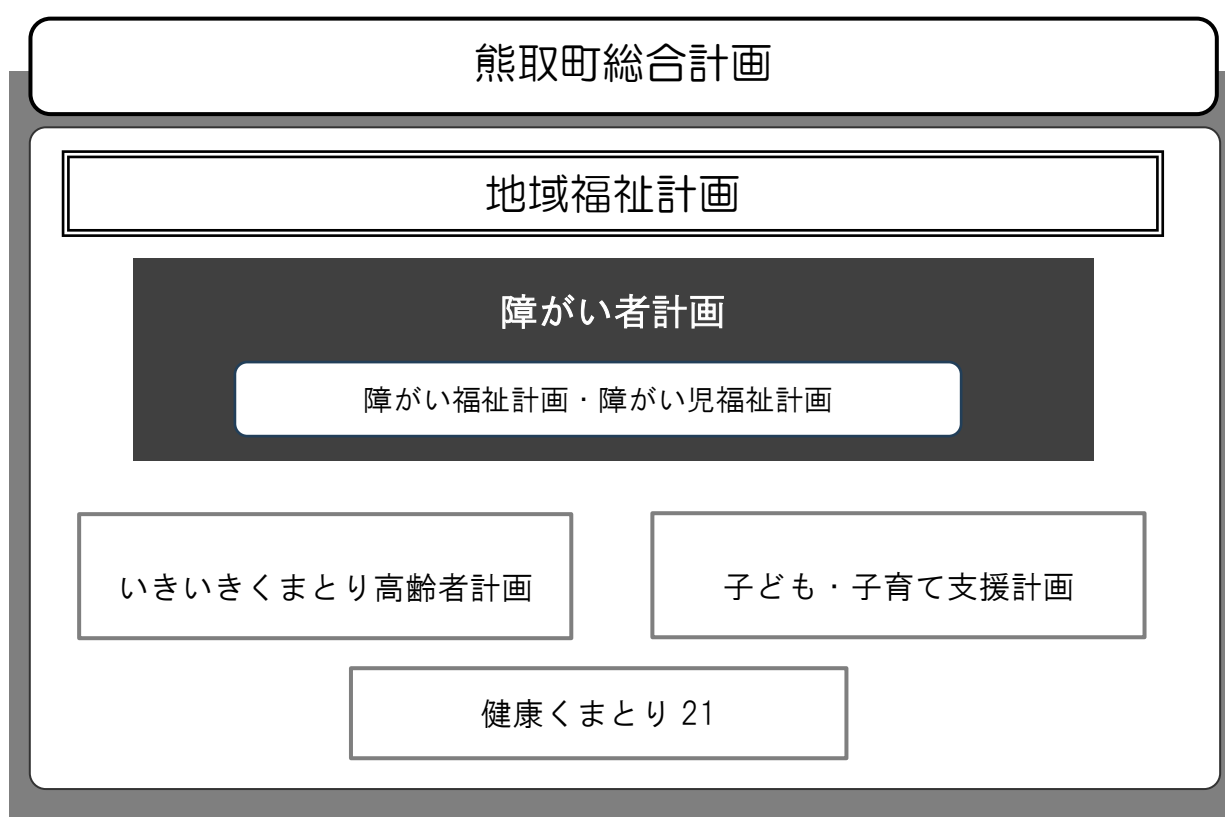 熊取町総合計画
地域福祉計画
障がい者計画
障がい福祉計画・障がい児福祉計画
いきいきくまとり高齢者計画
子ども・子育て支援計画
健康くまとり 21